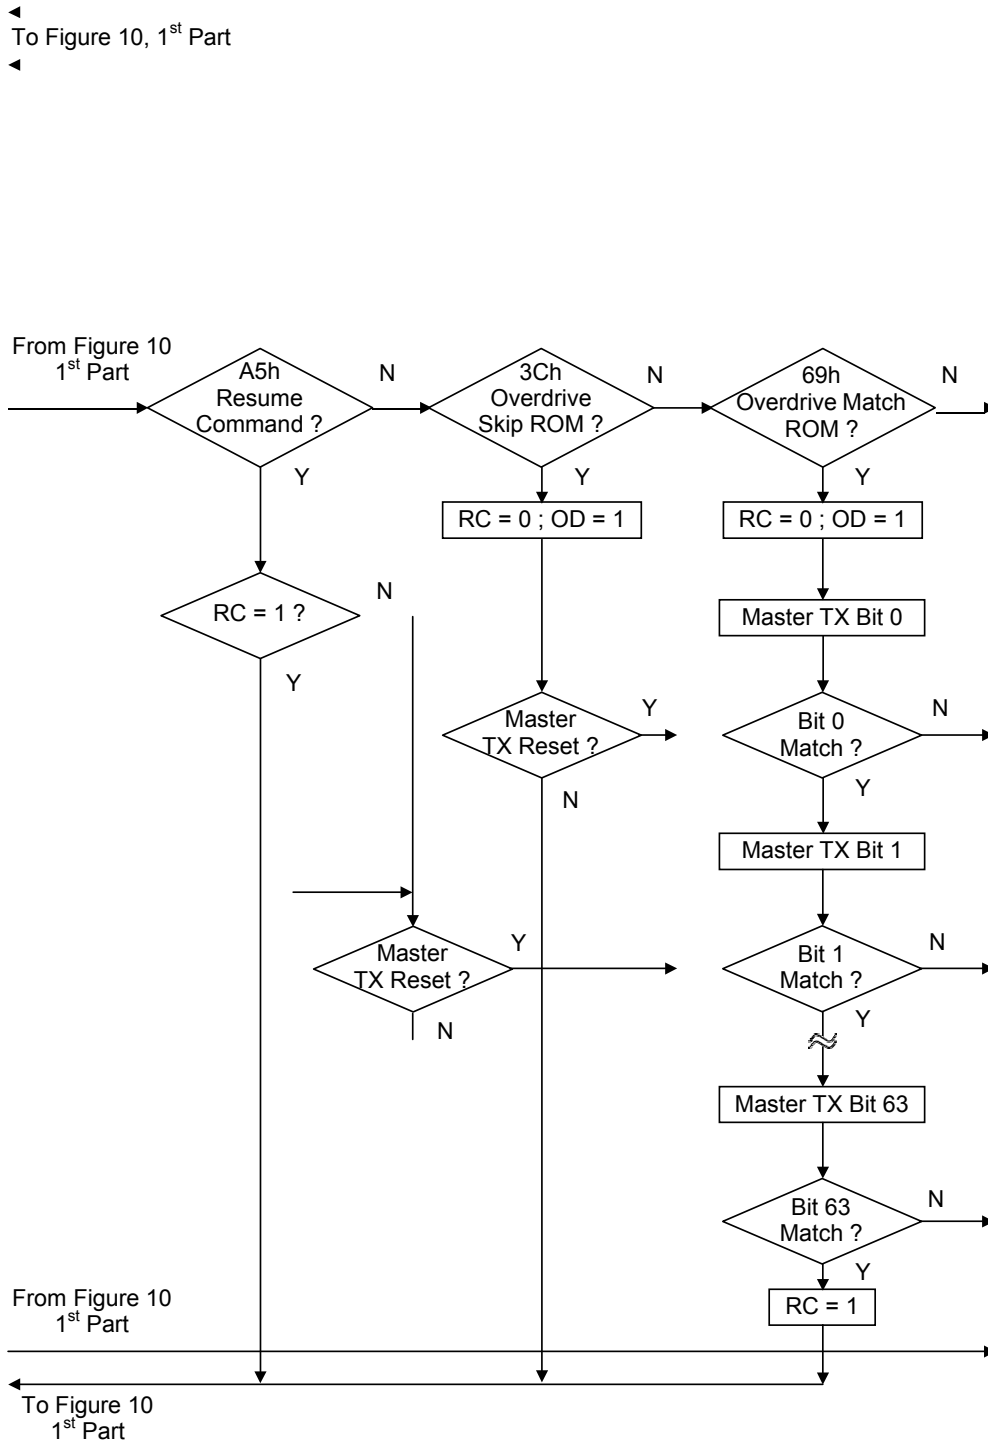 To Figure 10, 1st Part
From Figure 10
1st Part
A5h
Resume
Command ?
N
Y
3Ch
Overdrive
Skip ROM ?
N
Y
69h
Overdrive Match
ROM ?
N
Y
RC = 0 ; OD = 1
RC = 0 ; OD = 1
RC = 1 ?
N
Y
Master TX Bit 0
Master
TX Reset ?
Y
N
Bit 0
Match ?
N
Y
Master TX Bit 1
Master
TX Reset ?
Y
N
Bit 1
Match ?
N
Y
Master TX Bit 63
Bit 63
Match ?
N
Y
RC = 1
From Figure 10
1st Part
To Figure 10
1st Part